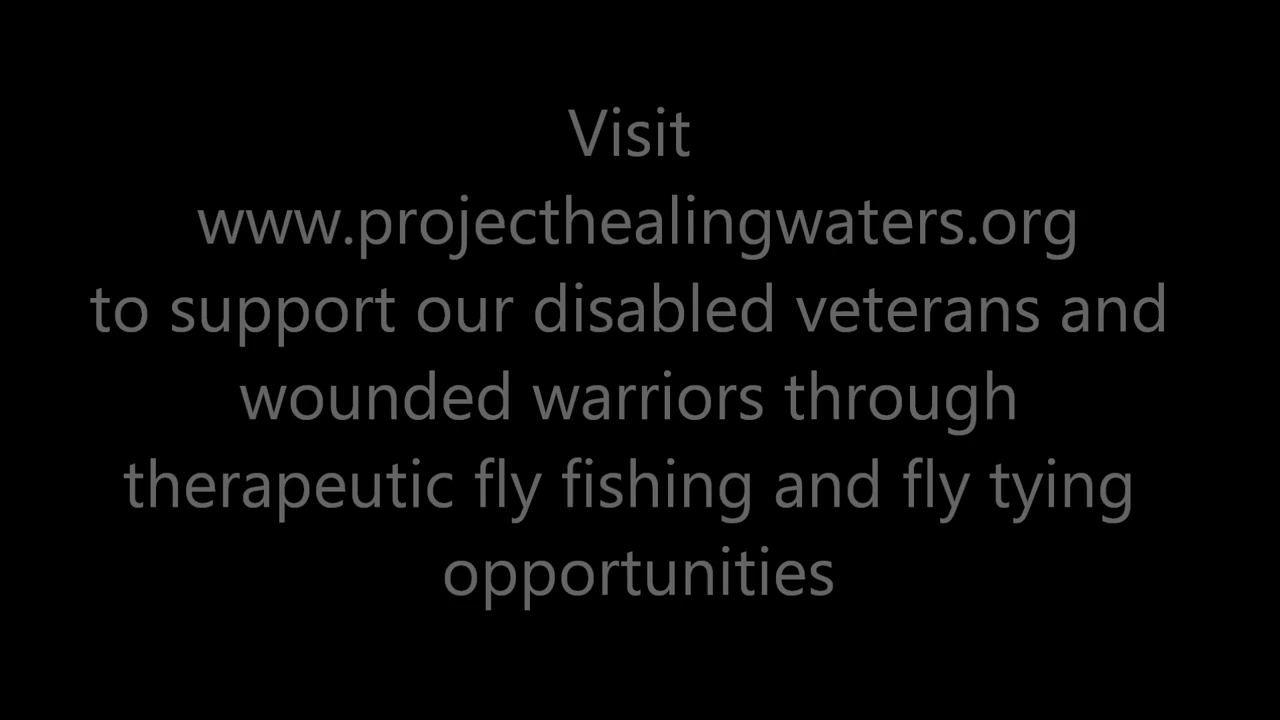 Visit
www.projecthealingwaters.org
to support our disabled veterans and
wounded warriors through
therapeutic fly fishing and fly tying
opportunities